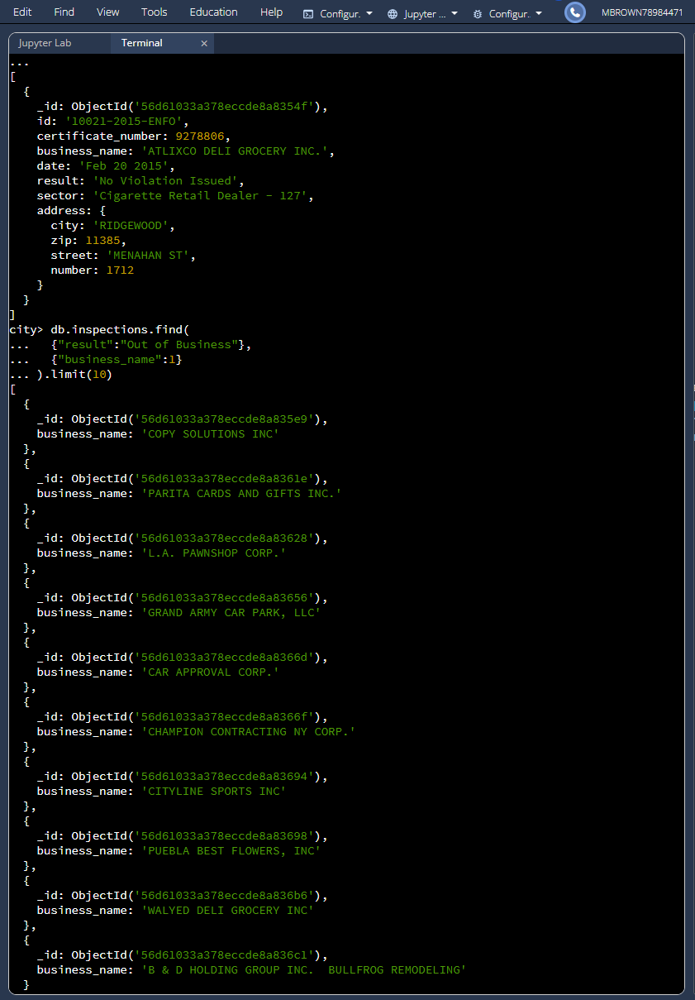 Edit Find View Tools Education Help Configur. Jupyter ... Configur. MBROWN78984471
Jupyter Lab Terminal ×
...
[
  {
    _id: ObjectId('56d61033a378eccde8a8354f'),
    id: '10021-2015-ENFO',
    certificate_number: 9278806,
    business_name: 'ATLIXCO DELI GROCERY INC.',
    date: 'Feb 20 2015',
    result: 'No Violation Issued',
    sector: 'Cigarette Retail Dealer - 127',
    address: {
      city: 'RIDGEWOOD',
      zip: 11385,
      street: 'MENAHAN ST',
      number: 1712
    }
  }
]
city> db.inspections.find(
...   {"result":"Out of Business"},
...   {"business_name":1}
... ).limit(10)
[
  {
    _id: ObjectId('56d61033a378eccde8a835e9'),
    business_name: 'COPY SOLUTIONS INC'
  },
  {
    _id: ObjectId('56d61033a378eccde8a8361e'),
    business_name: 'PARITA CARDS AND GIFTS INC.'
  },
  {
    _id: ObjectId('56d61033a378eccde8a83628'),
    business_name: 'L.A. PAWNSHOP CORP.'
  },
  {
    _id: ObjectId('56d61033a378eccde8a83656'),
    business_name: 'GRAND ARMY CAR PARK, LLC'
  },
  {
    _id: ObjectId('56d61033a378eccde8a8366d'),
    business_name: 'CAR APPROVAL CORP.'
  },
  {
    _id: ObjectId('56d61033a378eccde8a8366f'),
    business_name: 'CHAMPION CONTRACTING NY CORP.'
  },
  {
    _id: ObjectId('56d61033a378eccde8a83694'),
    business_name: 'CITYLINE SPORTS INC'
  },
  {
    _id: ObjectId('56d61033a378eccde8a83698'),
    business_name: 'PUEBLA BEST FLOWERS, INC'
  },
  {
    _id: ObjectId('56d61033a378eccde8a836b6'),
    business_name: 'WALYED DELI GROCERY INC'
  },
  {
    _id: ObjectId('56d61033a378eccde8a836c1'),
    business_name: 'B & D HOLDING GROUP INC.  BULLFROG REMODELING'
  }